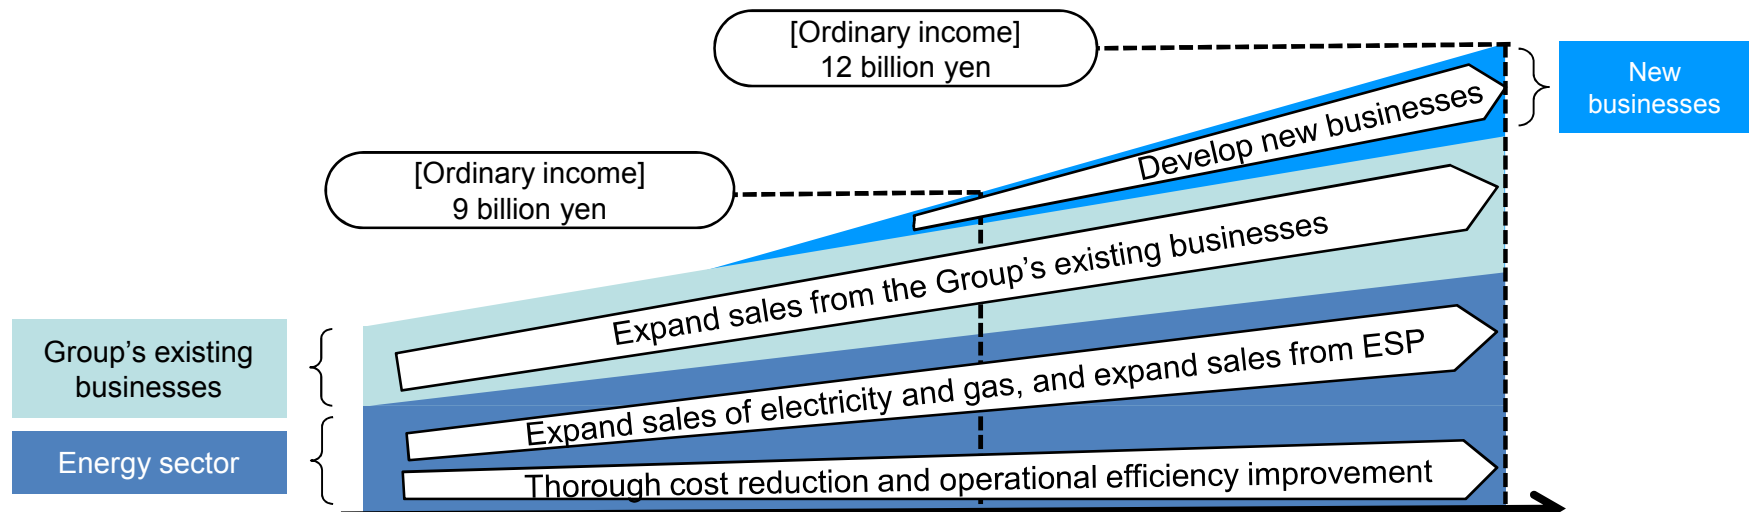 [Ordinary income]
12 billion yen
New
businesses
Develop new businesses
[Ordinary income]
9 billion yen
Expand sales from the Group’s existing businesses
Group’s existing
businesses
Expand sales of electricity and gas, and expand sales from ESP
Energy sector
Thorough cost reduction and operational efficiency improvement